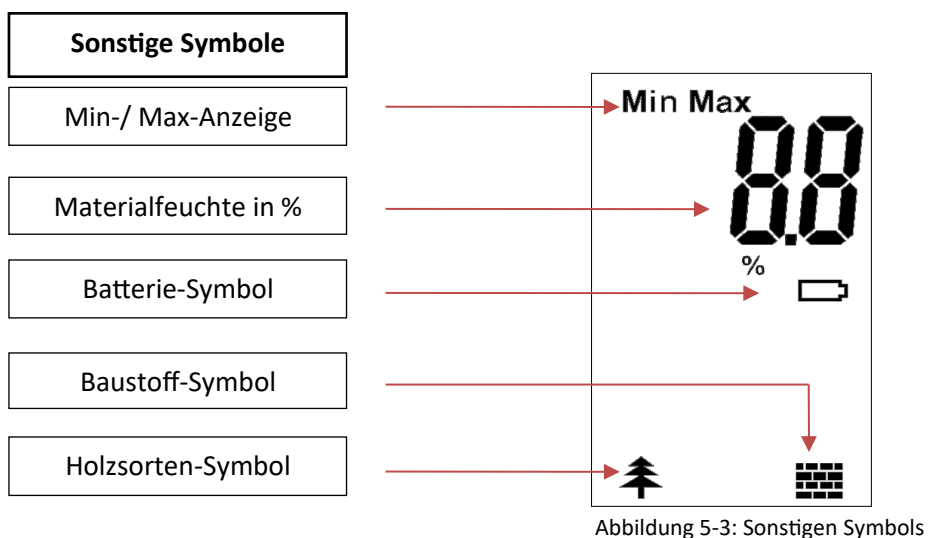 Sonstige Symbole
Min-/ Max-Anzeige
Materialfeuchte in %
Batterie-Symbol
Baustoff-Symbol
Holzsorten-Symbol
Min Max
8.8
%
Abbildung 5-3: Sonstigen Symbols